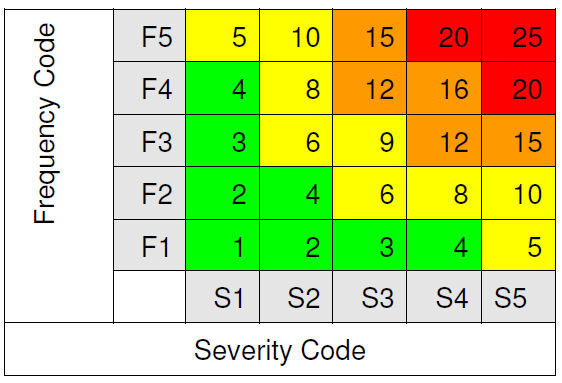 Frequency Code
F5 5 10 15 20 25
F4 4 8 12 16 20
F3 3 6 9 12 15
F2 2 4 6 8 10
F1 1 2 3 4 5
S1 S2 S3 S4 S5
Severity Code